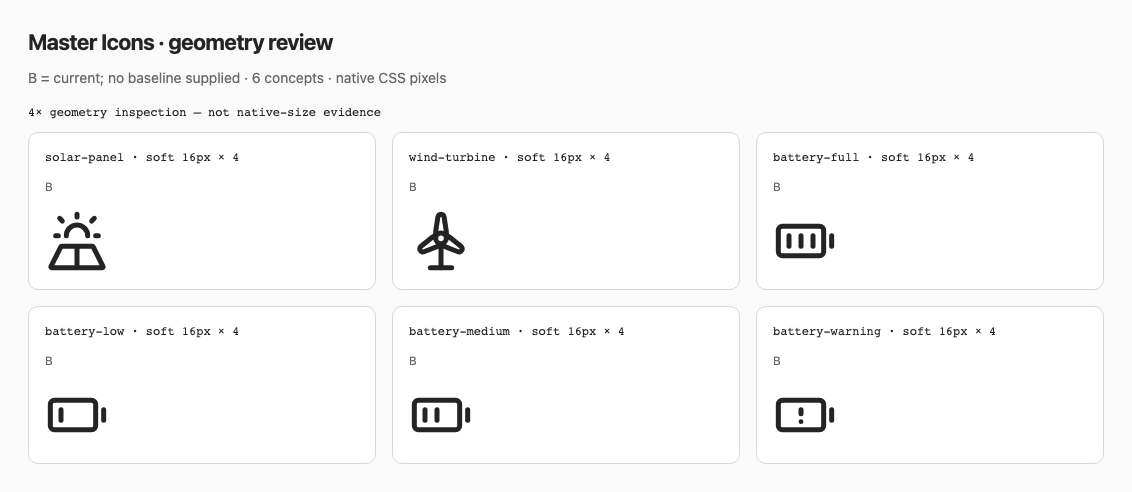 Master Icons · geometry review
B = current; no baseline supplied · 6 concepts · native CSS pixels
4× geometry inspection — not native-size evidence
solar-panel · soft 16px × 4
B
wind-turbine · soft 16px × 4
B
battery-full · soft 16px × 4
B
battery-low · soft 16px × 4
B
battery-medium · soft 16px × 4
B
battery-warning · soft 16px × 4
B